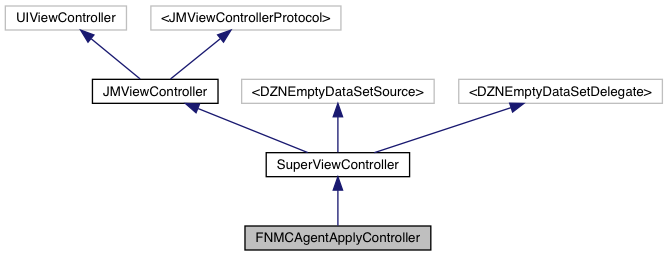 UIViewController
<JMViewControllerProtocol>
JMViewController
<DZNEmptyDataSetSource>
<DZNEmptyDataSetDelegate>
SuperViewController
FNMCAgentApplyController